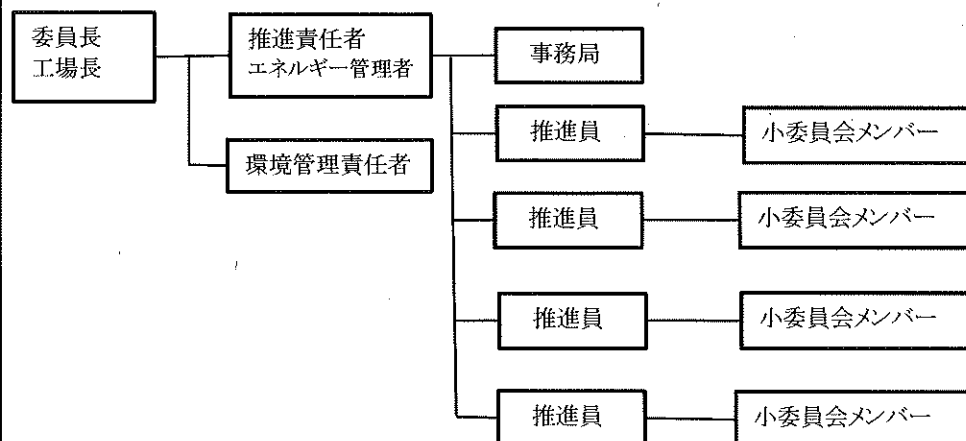 委員長
工場長
推進責任者
エネルギー管理者
環境管理責任者
事務局
推進員
小委員会メンバー
推進員
小委員会メンバー
推進員
小委員会メンバー
推進員
小委員会メンバー